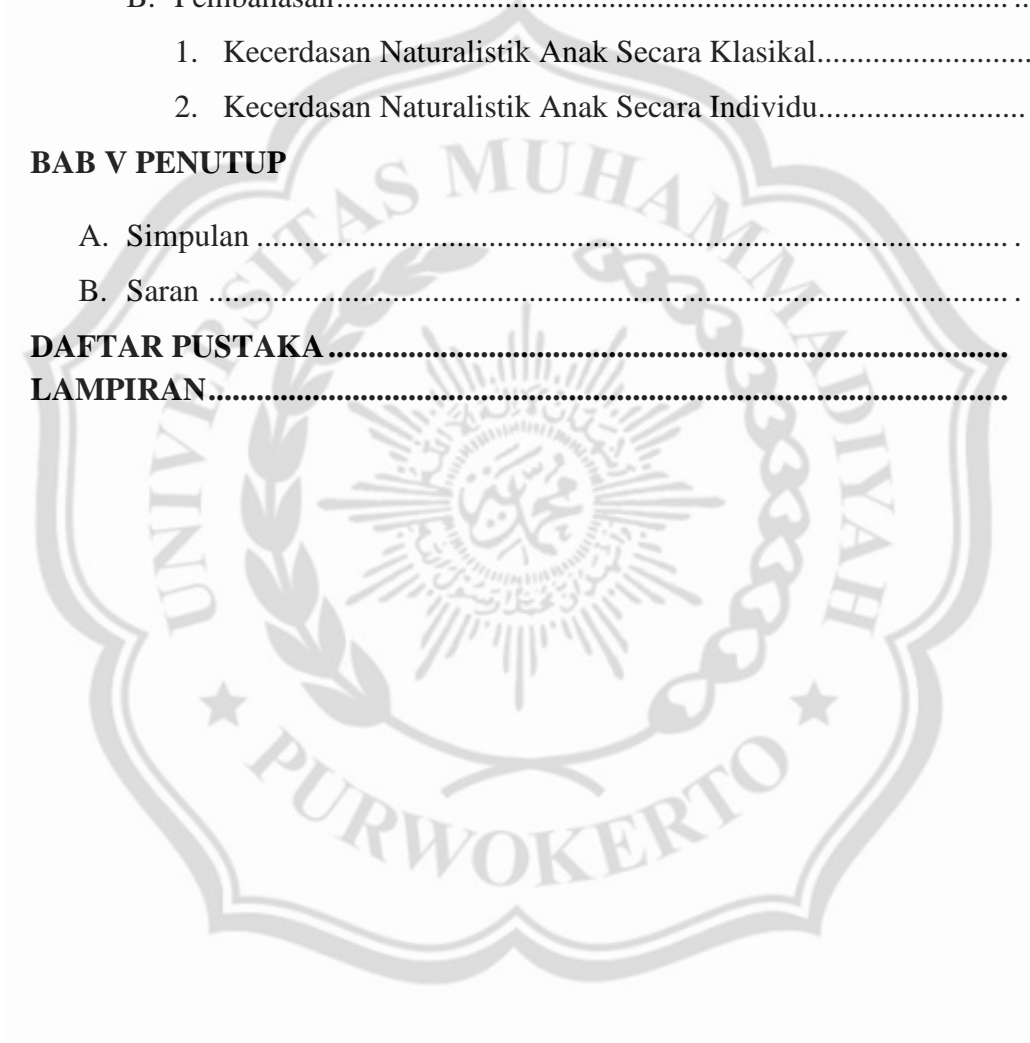 B. Pembahasan........................................................................................ ..
1. Kecerdasan Naturalistik Anak Secara Klasikal..........................
2. Kecerdasan Naturalistik Anak Secara Individu.........................
BAB V PENUTUP
A. Simpulan .............................................................................................. .
B. Saran .................................................................................................... .
DAFTAR PUSTAKA.....................................................................................
LAMPIRAN....................................................................................................
UNIVERSITAS MUHAMMADIYAH
PURWOKERTO